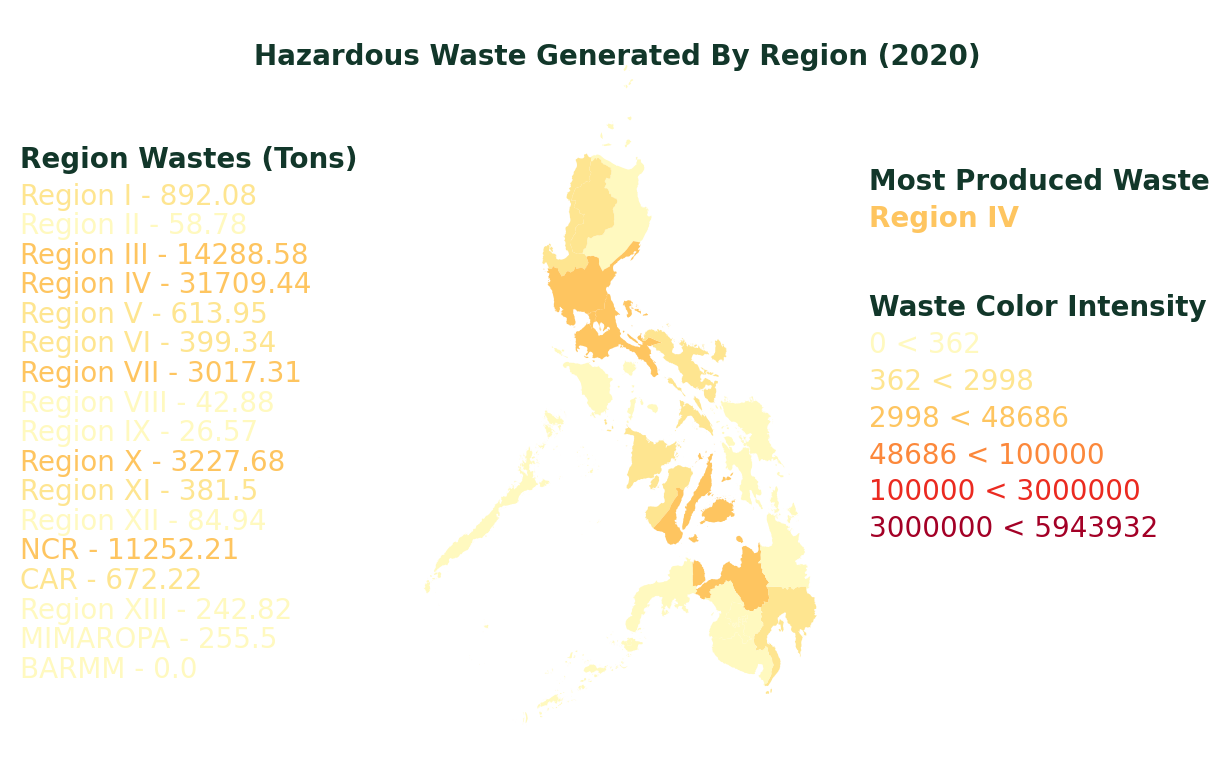 Hazardous Waste Generated By Region (2020)
Region Wastes (Tons)
Region I - 892.08
Region II - 58.78
Region III - 14288.58
Region IV - 31709.44
Region V - 613.95
Region VI - 399.34
Region VII - 3017.31
Region VIII - 42.88
Region IX - 26.57
Region X - 3227.68
Region XI - 381.5
Region XII - 84.94
NCR - 11252.21
CAR - 672.22
Region XIII - 242.82
MIMAROPA - 255.5
BARMM - 0.0
Most Produced Waste
Region IV
Waste Color Intensity
0 < 362
362 < 2998
2998 < 48686
48686 < 100000
100000 < 3000000
3000000 < 5943932